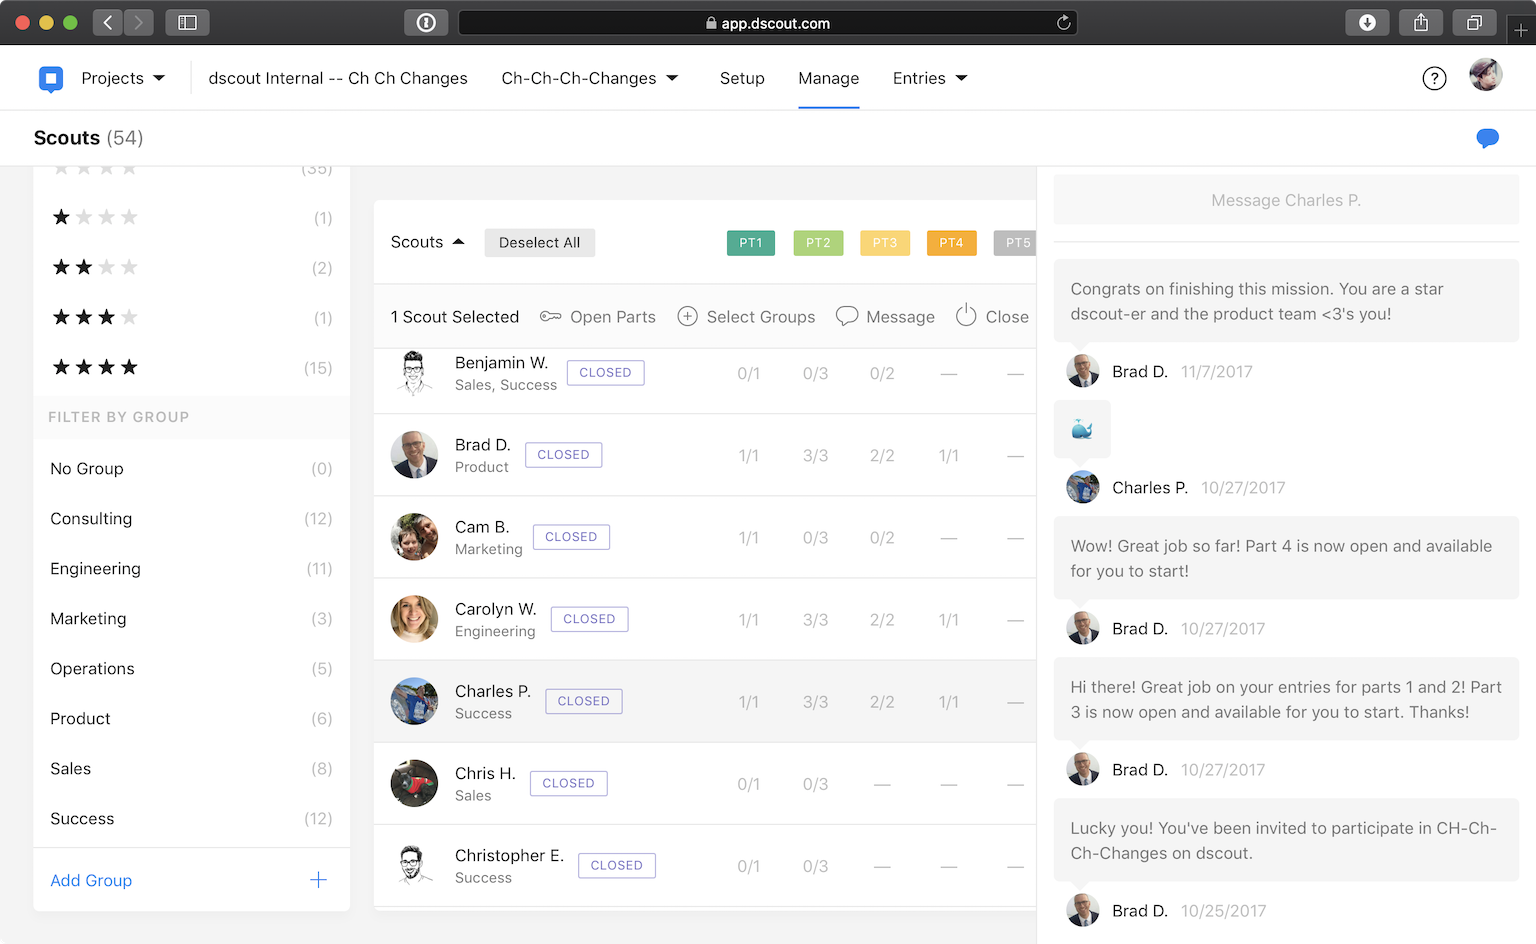 app.dscout.com
Projects
dscout Internal -- Ch Ch Changes
Ch-Ch-Ch-Changes
Setup
Manage
Entries
?
Scouts (54)
(35)
(1)
(2)
(1)
(15)
FILTER BY GROUP
No Group (0)
Consulting (12)
Engineering (11)
Marketing (3)
Operations (5)
Product (6)
Sales (8)
Success (12)
Add Group +
Scouts Deselect All PT1 PT2 PT3 PT4 PT5
1 Scout Selected Open Parts Select Groups Message Close
Benjamin W. CLOSED 0/1 0/3 0/2 — —
Sales, Success
Brad D. CLOSED 1/1 3/3 2/2 1/1 —
Product
Cam B. CLOSED 1/1 0/3 0/2 — —
Marketing
Carolyn W. CLOSED 1/1 3/3 2/2 1/1 —
Engineering
Charles P. CLOSED 1/1 3/3 2/2 1/1 —
Success
Chris H. CLOSED 0/1 0/3 — — —
Sales
Christopher E. CLOSED 0/1 0/3 — — —
Success
Message Charles P.
Congrats on finishing this mission. You are a star
dscout-er and the product team <3's you!
Brad D. 11/7/2017
🐳
Charles P. 10/27/2017
Wow! Great job so far! Part 4 is now open and available
for you to start!
Brad D. 10/27/2017
Hi there! Great job on your entries for parts 1 and 2! Part
3 is now open and available for you to start. Thanks!
Brad D. 10/27/2017
Lucky you! You've been invited to participate in CH-Ch-
Ch-Changes on dscout.
Brad D. 10/25/2017